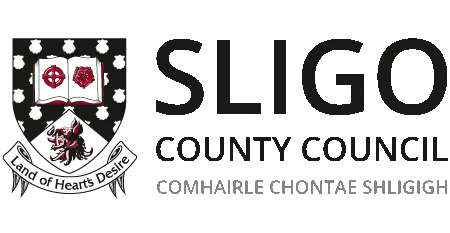 SLIGO
COUNTY COUNCIL
COMHAIRLE CHONTAE SHLIGIGH
Land of Heart's Desire